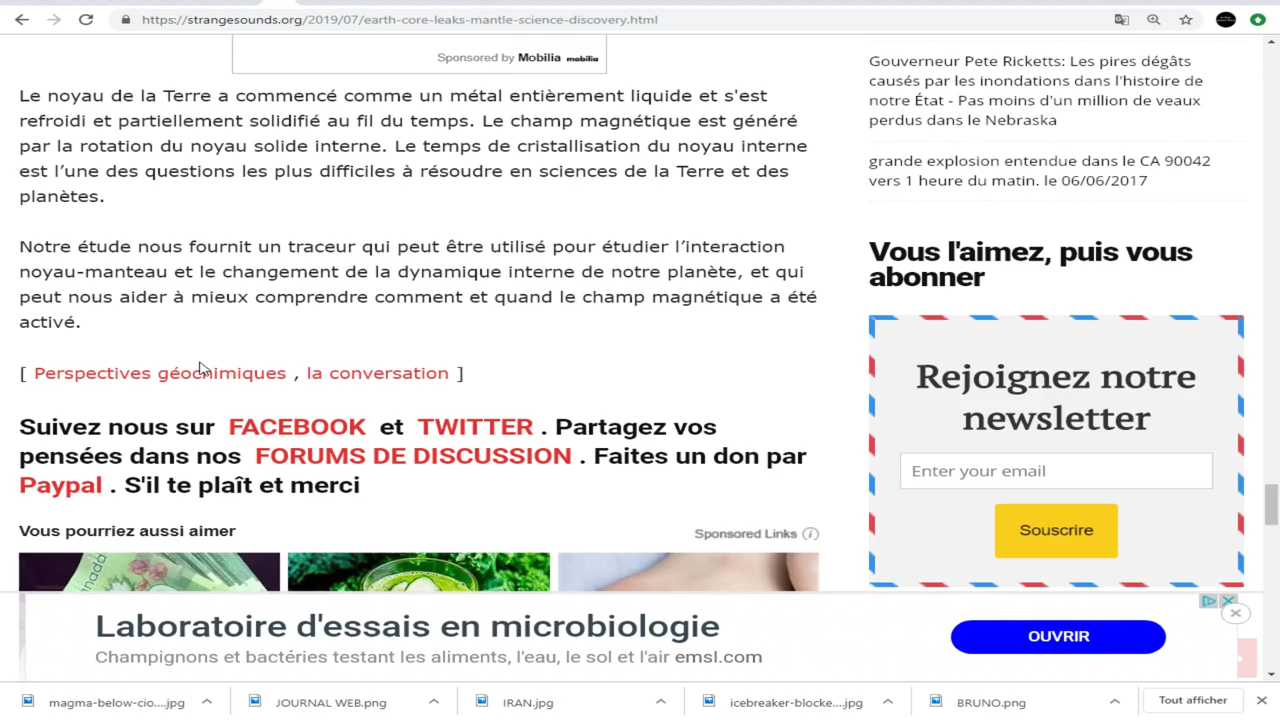 https://strangesounds.org/2019/07/earth-core-leaks-mantle-science-discovery.html
Sponsored by Mobilia mobilia
Le noyau de la Terre a commencé comme un métal entièrement liquide et s'est
refroidi et partiellement solidifié au fil du temps. Le champ magnétique est généré
par la rotation du noyau solide interne. Le temps de cristallisation du noyau interne
est l’une des questions les plus difficiles à résoudre en sciences de la Terre et des
planètes.
Notre étude nous fournit un traceur qui peut être utilisé pour étudier l’interaction
noyau-manteau et le changement de la dynamique interne de notre planète, et qui
peut nous aider à mieux comprendre comment et quand le champ magnétique a été
activé.
[ Perspectives géochimiques , la conversation ]
Suivez nous sur FACEBOOK et TWITTER . Partagez vos
pensées dans nos FORUMS DE DISCUSSION . Faites un don par
Paypal . S'il te plaît et merci
Vous pourriez aussi aimer
Sponsored Links
Gouverneur Pete Ricketts: Les pires dégâts
causés par les inondations dans l'histoire de
notre État - Pas moins d'un million de veaux
perdus dans le Nebraska
grande explosion entendue dans le CA 90042
vers 1 heure du matin. le 06/06/2017
Vous l'aimez, puis vous
abonner
Rejoignez notre
newsletter
Enter your email
Souscrire
Laboratoire d'essais en microbiologie
Champignons et bactéries testant les aliments, l'eau, le sol et l'air emsl.com
OUVRIR
magma-below-cio....jpg
JOURNAL WEB.png
IRAN.jpg
icebreaker-blocke....jpg
BRUNO.png
Tout afficher